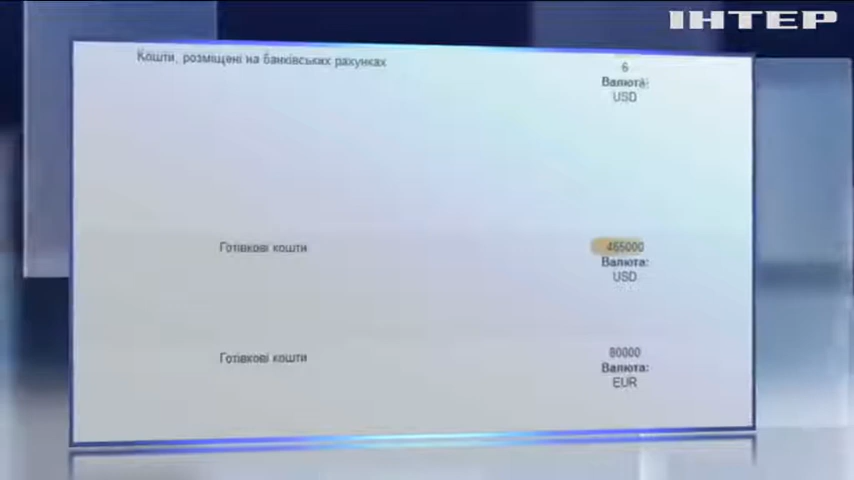 ІНТЕР
Кошти, розміщені на банківських рахунках
6
Валюта:
USD
Готівкові кошти
465000
Валюта:
USD
Готівкові кошти
80000
Валюта:
EUR